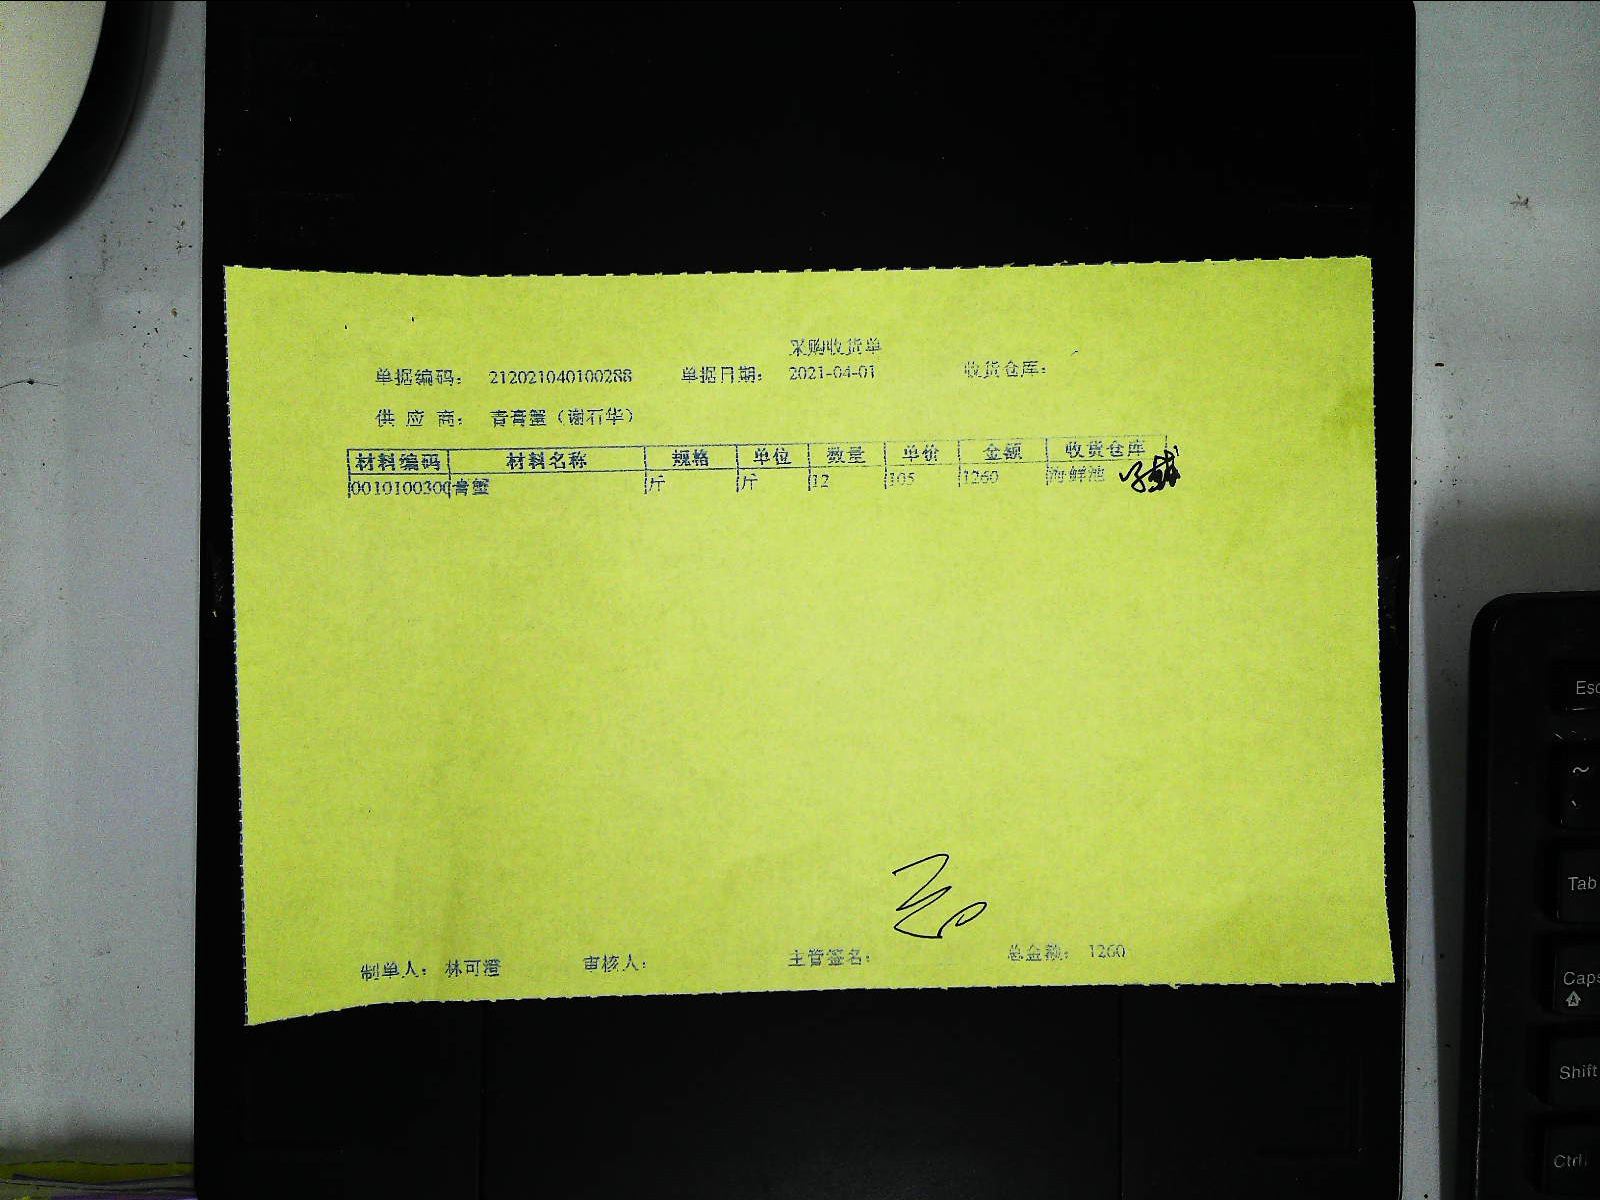 采购收货单
单据编码： 212021040100288 单据日期： 2021-04-01 收货仓库：
供 应 商： 青膏蟹（谢石华）
材料编码 材料名称 规格 单位 数量 单价 金额 收货仓库
0010100300 膏蟹 斤 斤 12 105 1260 海鲜池
制单人： 林可澄 审核人： 主管签名： 总金额： 1260
Esc
~
Tab
Caps
Shift
Ctrl